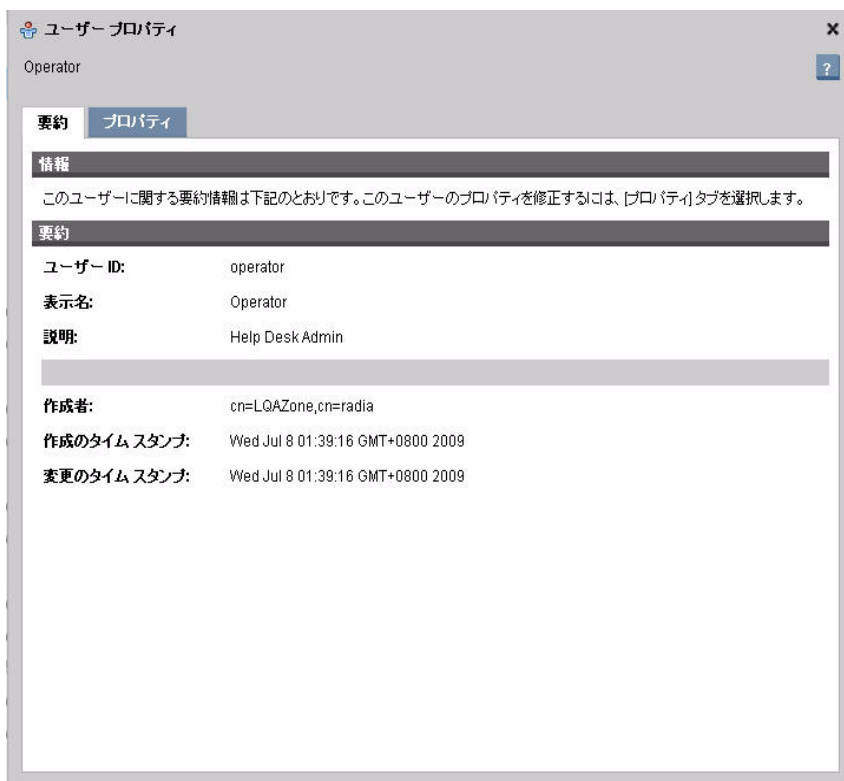 ユーザー プロパティ
Operator
?
要約 プロパティ
情報
このユーザーに関する要約情報は下記のとおりです。このユーザーのプロパティを修正するには、[プロパティ]タブを選択します。
要約
ユーザー ID: operator
表示名: Operator
説明: Help Desk Admin
作成者: cn=LQAZone,cn=radia
作成のタイム スタンプ: Wed Jul 8 01:39:16 GMT+0800 2009
変更のタイム スタンプ: Wed Jul 8 01:39:16 GMT+0800 2009